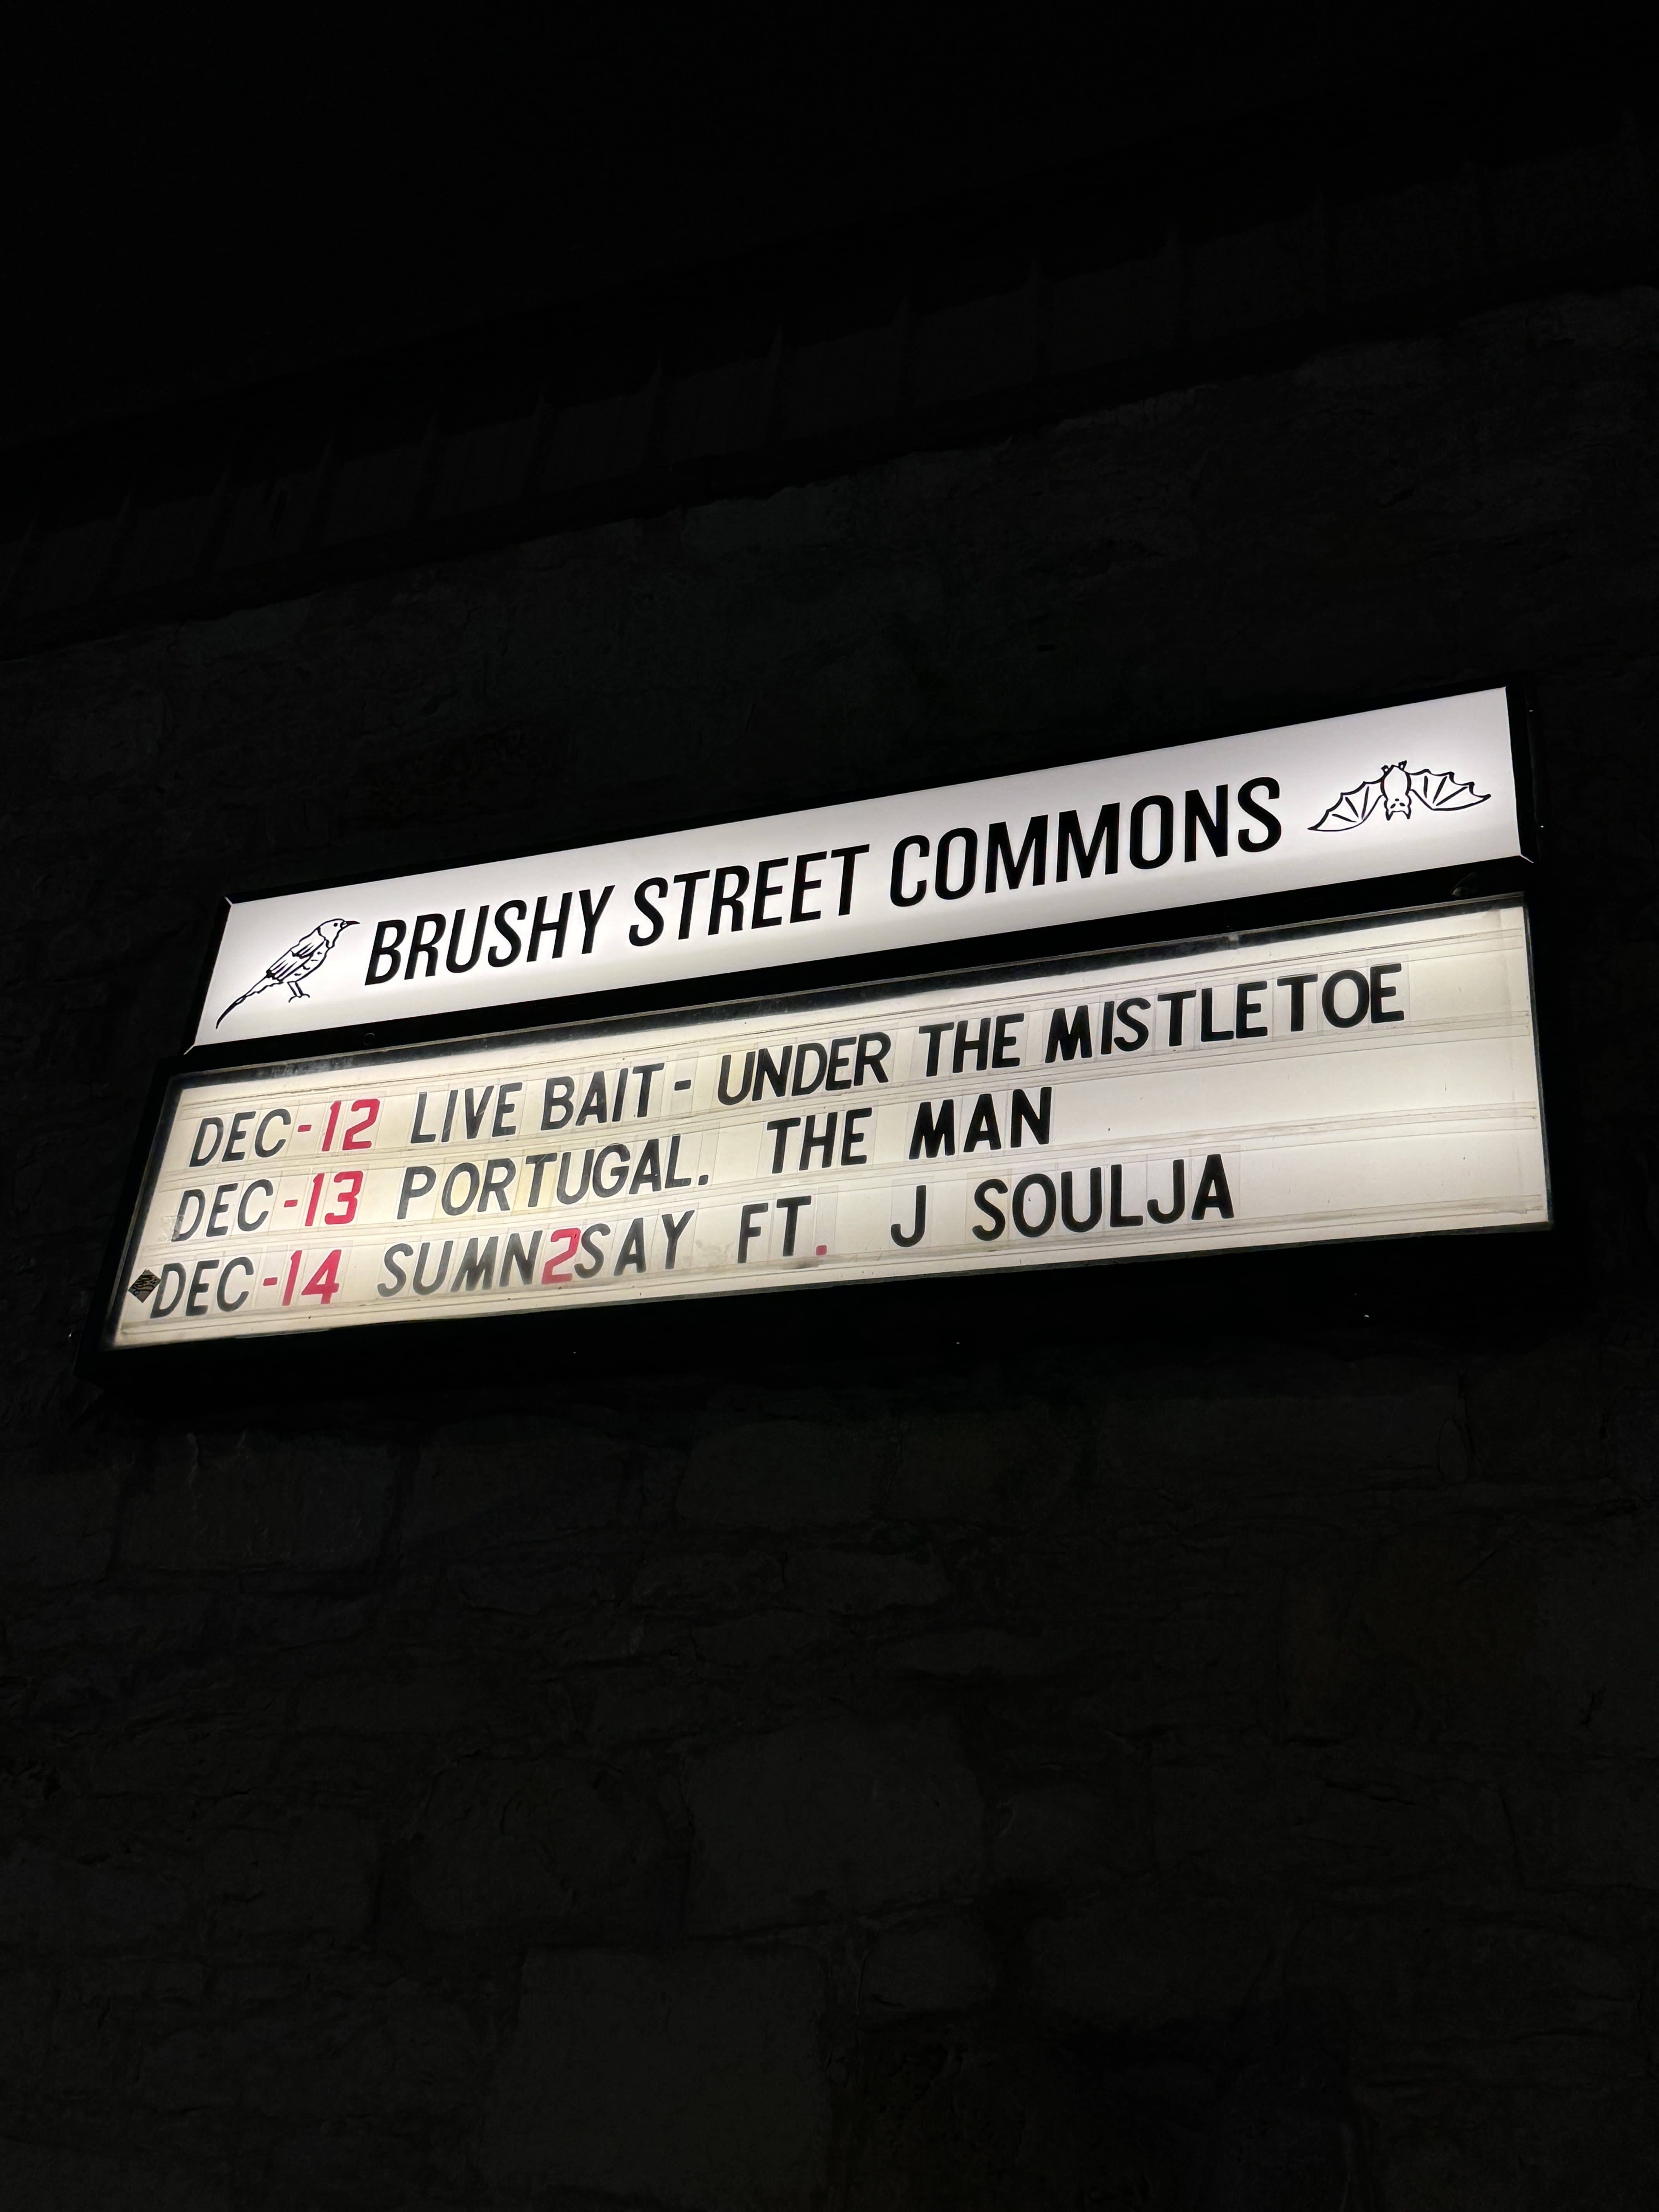 BRUSHY STREET COMMONS
DEC-12 LIVE BAIT - UNDER THE MISTLETOE
DEC-13 PORTUGAL. THE MAN
DEC-14 SUMN2SAY FT. J SOULJA